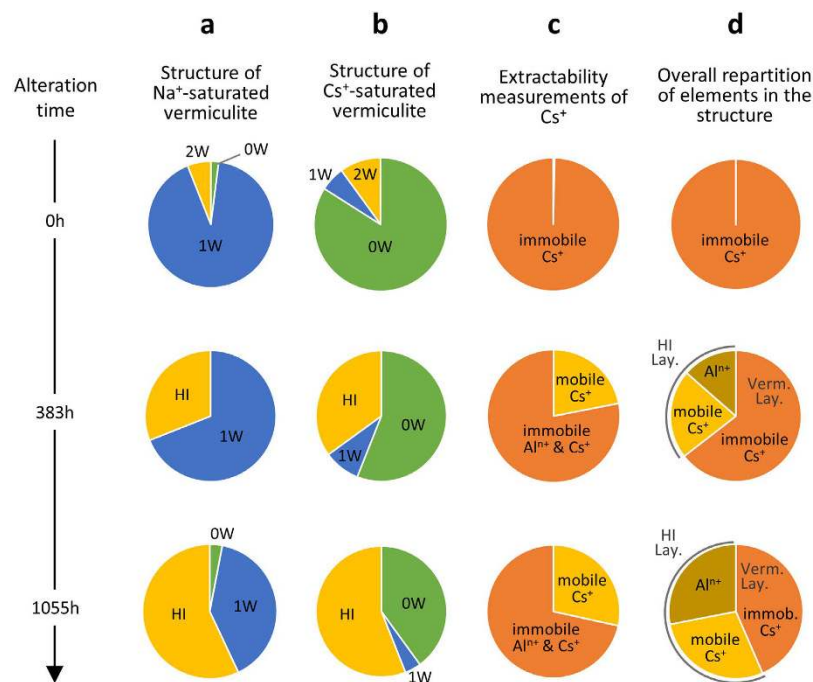 a
b
c
d
Alteration
time
Structure of
Na⁺-saturated
vermiculite
Structure of
Cs⁺-saturated
vermiculite
Extractability
measurements of
Cs⁺
Overall repartition
of elements in the
structure
0h
2W
0W
1W
1W
2W
0W
immobile
Cs⁺
immobile
Cs⁺
383h
HI
1W
HI
1W
0W
mobile
Cs⁺
immobile
Alⁿ⁺ & Cs⁺
HI
Lay.
Alⁿ⁺
Verm.
Lay.
mobile
Cs⁺
immobile
Cs⁺
1055h
0W
HI
1W
HI
0W
1W
mobile
Cs⁺
immobile
Alⁿ⁺ & Cs⁺
HI
Lay.
Alⁿ⁺
Verm.
Lay.
immob.
Cs⁺
mobile
Cs⁺